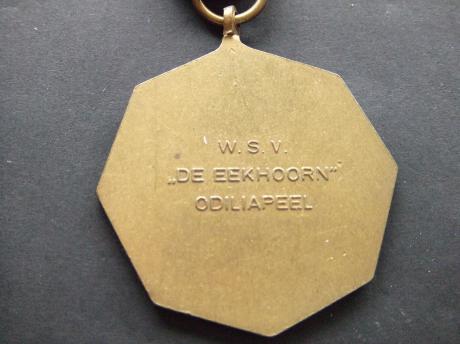 W.S.V.
„DE EEKHOORN"
ODILIAPEEL